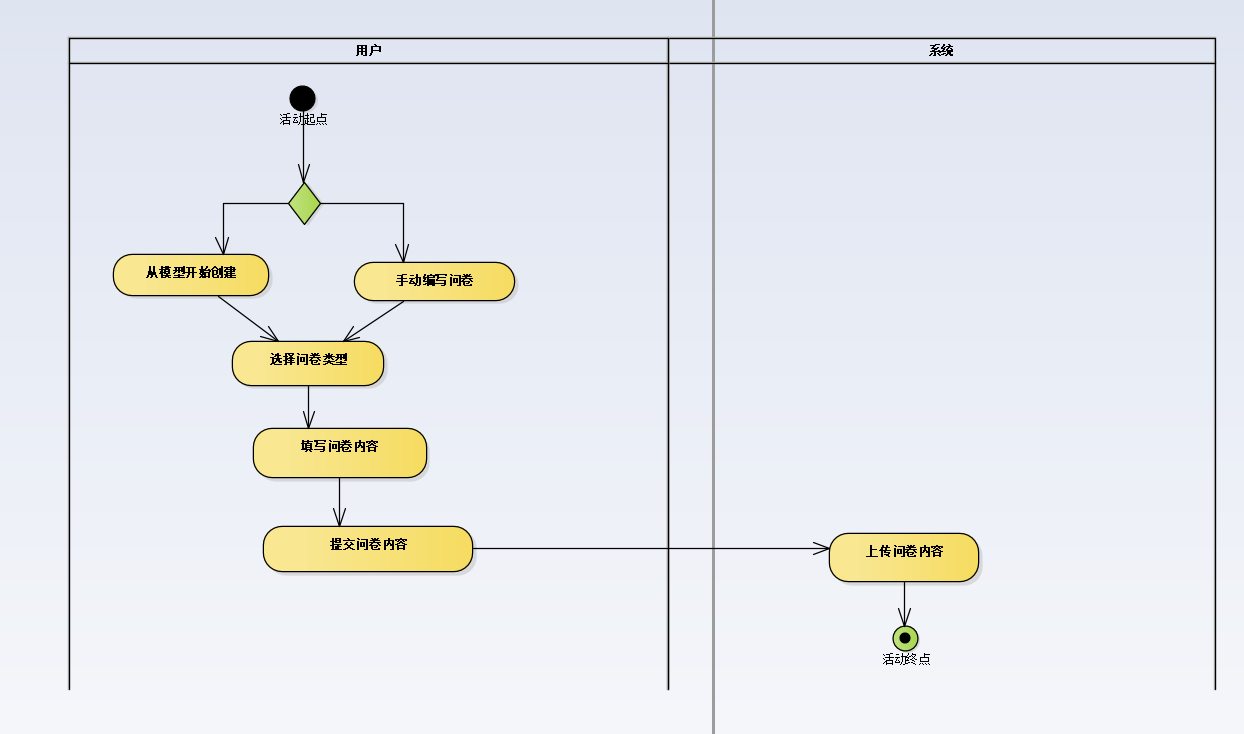 用户
系统
活动起点
从模型开始创建
手动编写问卷
选择问卷类型
填写问卷内容
提交问卷内容
上传问卷内容
活动终点